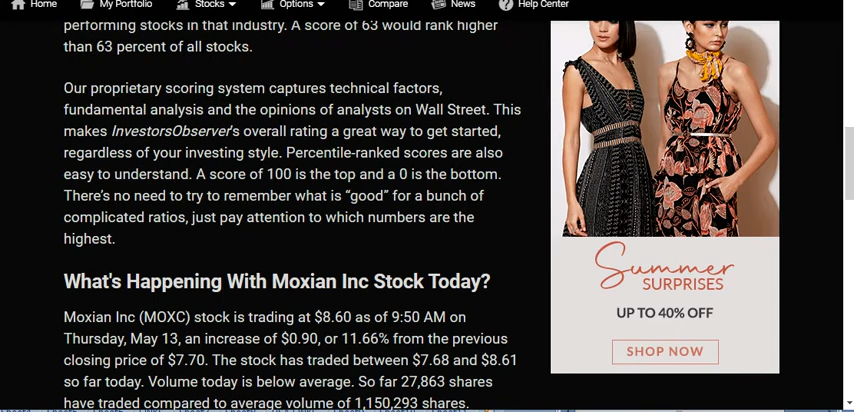 Home My Portfolio Stocks Options Compare News Help Center
performing stocks in that industry. A score of 63 would rank higher
than 63 percent of all stocks.
Our proprietary scoring system captures technical factors,
fundamental analysis and the opinions of analysts on Wall Street. This
makes InvestorsObserver's overall rating a great way to get started,
regardless of your investing style. Percentile-ranked scores are also
easy to understand. A score of 100 is the top and a 0 is the bottom.
There's no need to try to remember what is “good” for a bunch of
complicated ratios, just pay attention to which numbers are the
highest.
What's Happening With Moxian Inc Stock Today?
Moxian Inc (MOXC) stock is trading at $8.60 as of 9:50 AM on
Thursday, May 13, an increase of $0.90, or 11.66% from the previous
closing price of $7.70. The stock has traded between $7.68 and $8.61
so far today. Volume today is below average. So far 27,863 shares
have traded compared to average volume of 1,150,293 shares.
Summer
SURPRISES
UP TO 40% OFF
SHOP NOW